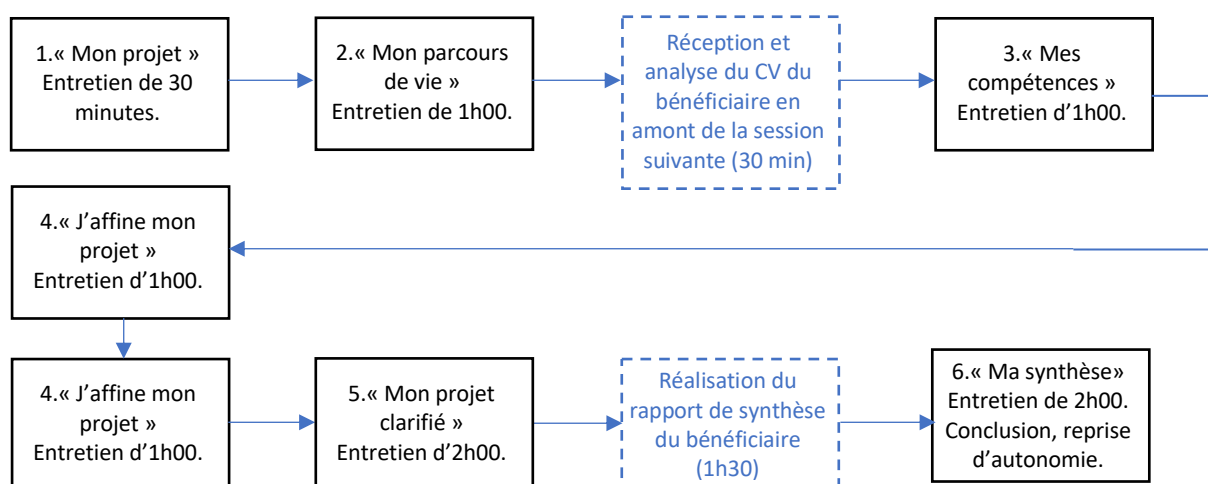 1.« Mon projet »
Entretien de 30
minutes.
2.« Mon parcours
de vie »
Entretien de 1h00.
Réception et
analyse du CV du
bénéficiaire en
amont de la session
suivante (30 min)
3.« Mes
compétences »
Entretien d’1h00.
4.« J’affine mon
projet »
Entretien d’1h00.
4.« J’affine mon
projet »
Entretien d’1h00.
5.« Mon projet
clarifié »
Entretien d’2h00.
Réalisation du
rapport de synthèse
du bénéficiaire
(1h30)
6.« Ma synthèse»
Entretien de 2h00.
Conclusion, reprise
d’autonomie.